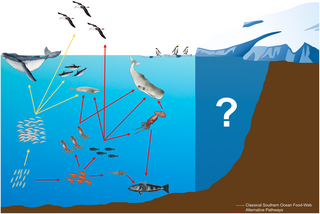 ?
Classical Southern Ocean Food-Web
Alternative Pathways